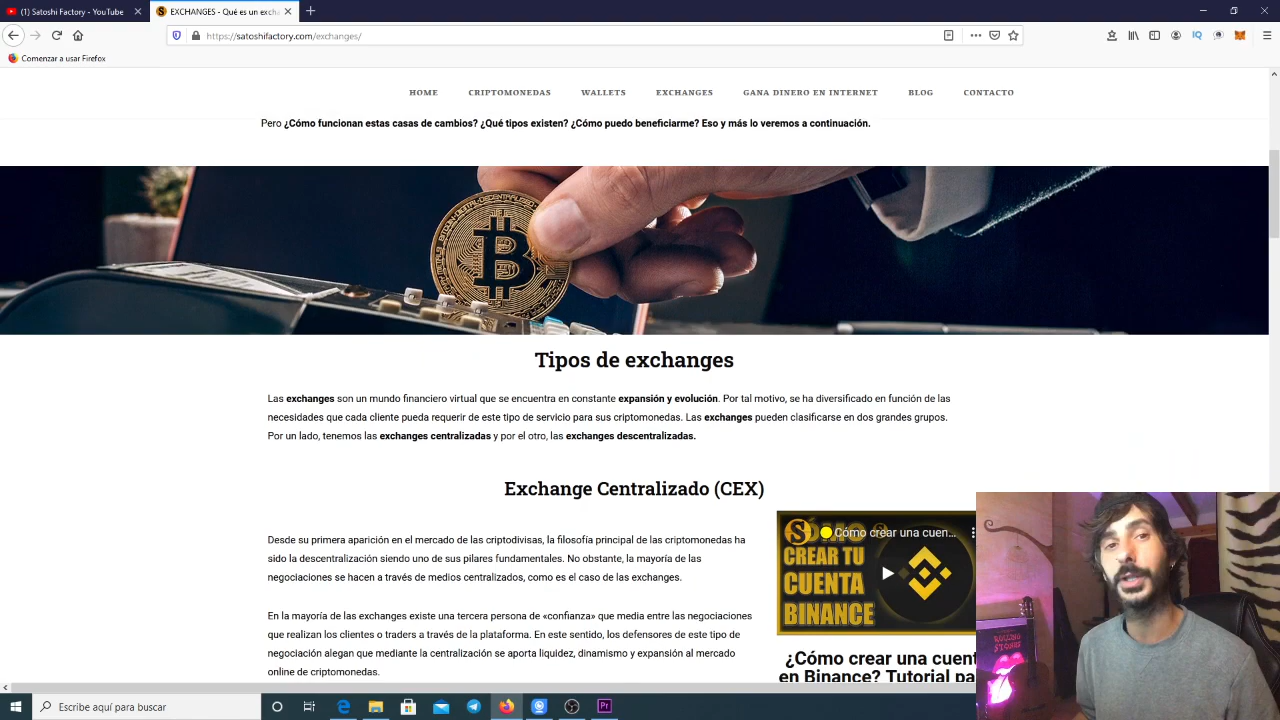 (1) Satoshi Factory - YouTube
EXCHANGES - Qué es un excha
https://satoshifactory.com/exchanges/
Comenzar a usar Firefox
HOME CRIPTOMONEDAS WALLETS EXCHANGES GANA DINERO EN INTERNET BLOG CONTACTO
Pero ¿Cómo funcionan estas casas de cambios? ¿Qué tipos existen? ¿Cómo puedo beneficiarme? Eso y más lo veremos a continuación.
Tipos de exchanges
Las exchanges son un mundo financiero virtual que se encuentra en constante expansión y evolución. Por tal motivo, se ha diversificado en función de las
necesidades que cada cliente pueda requerir de este tipo de servicio para sus criptomonedas. Las exchanges pueden clasificarse en dos grandes grupos.
Por un lado, tenemos las exchanges centralizadas y por el otro, las exchanges descentralizadas.
Exchange Centralizado (CEX)
Desde su primera aparición en el mercado de las criptodivisas, la filosofía principal de las criptomonedas ha
sido la descentralización siendo uno de sus pilares fundamentales. No obstante, la mayoría de las
negociaciones se hacen a través de medios centralizados, como es el caso de las exchanges.
En la mayoría de las exchanges existe una tercera persona de «confianza» que media entre las negociaciones
que realizan los clientes o traders a través de la plataforma. En este sentido, los defensores de este tipo de
negociación alegan que mediante la centralización se aporta liquidez, dinamismo y expansión al mercado
online de criptomonedas.
Cómo crear una cuen...
CREAR TU
CUENTA
BINANCE
¿Cómo crear una cuent
en Binance? Tutorial pa
ROLLING
STONES
Escribe aquí para buscar